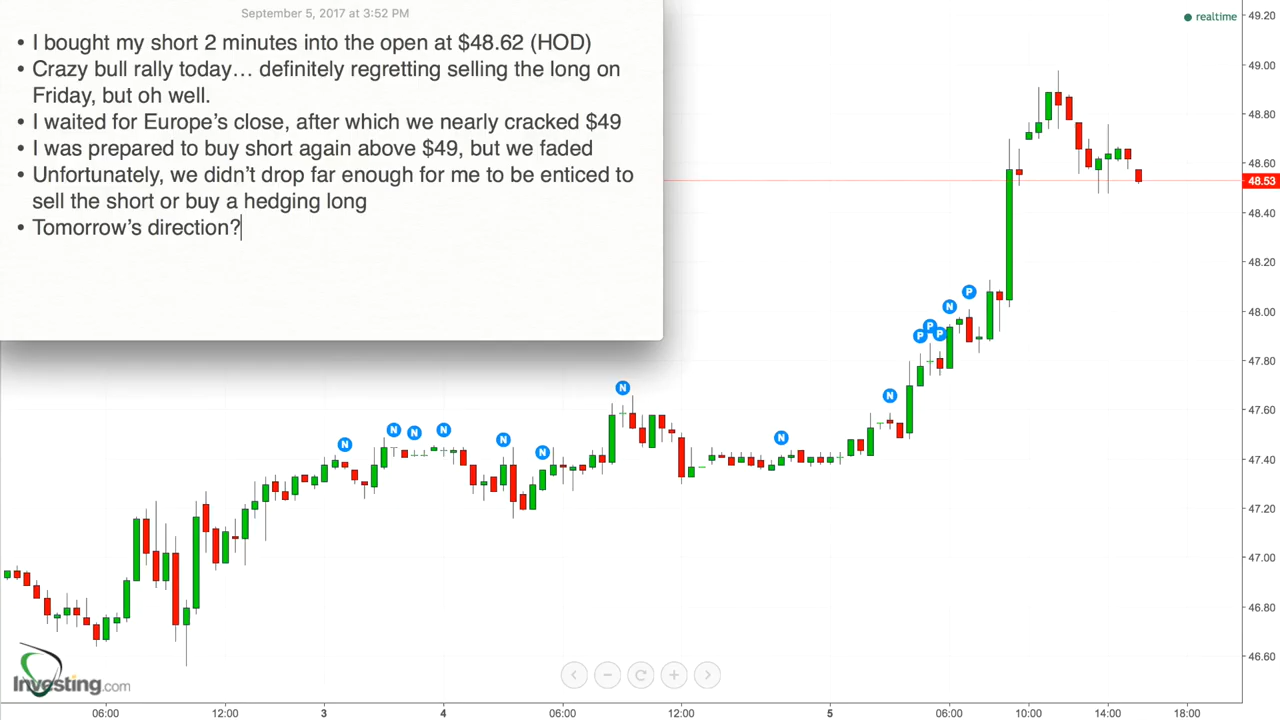 September 5, 2017 at 3:52 PM
• I bought my short 2 minutes into the open at $48.62 (HOD)
• Crazy bull rally today… definitely regretting selling the long on
Friday, but oh well.
• I waited for Europe’s close, after which we nearly cracked $49
• I was prepared to buy short again above $49, but we faded
• Unfortunately, we didn’t drop far enough for me to be enticed to
sell the short or buy a hedging long
• Tomorrow’s direction?
realtime
49.20
49.00
48.80
48.60
48.53
48.40
48.20
48.00
47.80
47.60
47.40
47.20
47.00
46.80
46.60
P
N
P
P
P
N
N
N
N
N
N
N
N
N
Investing.com
06:00 12:00 3 4 06:00 12:00 5 06:00 10:00 14:00 18:00